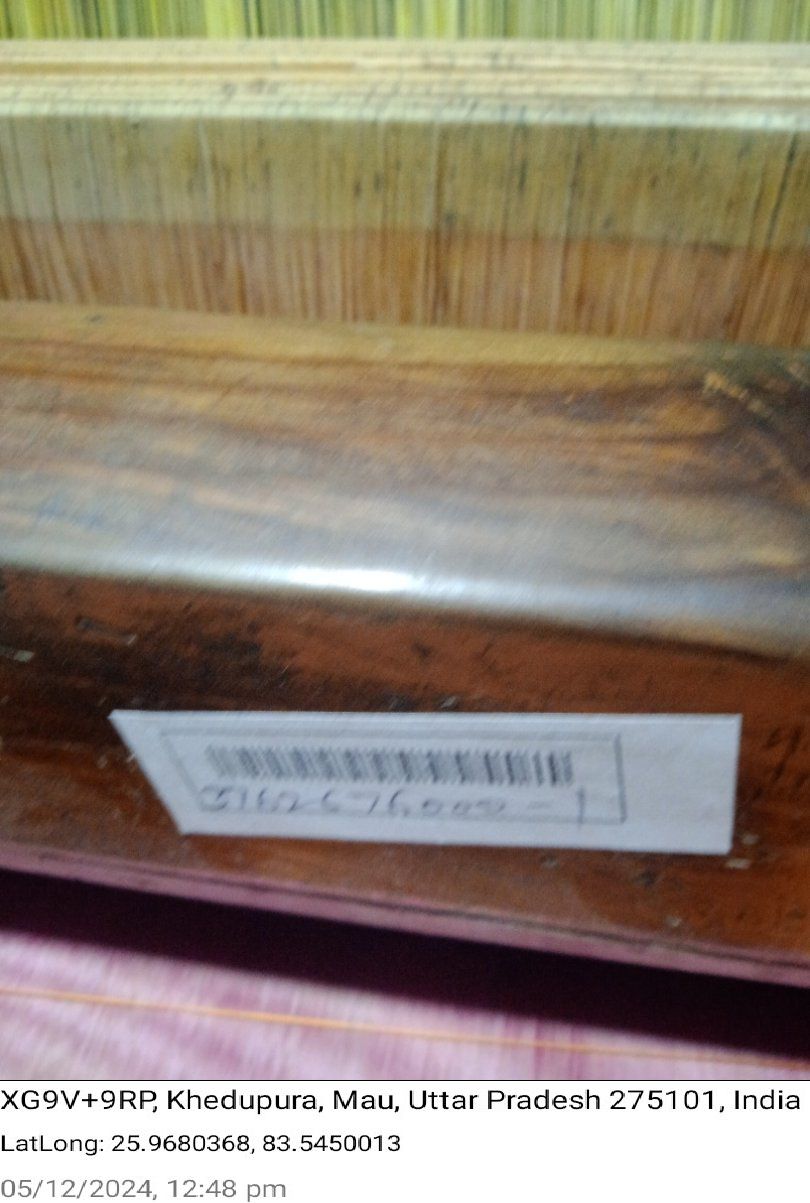 XG9V+9RP, Khedupura, Mau, Uttar Pradesh 275101, India
LatLong: 25.9680368, 83.5450013
05/12/2024, 12:48 pm